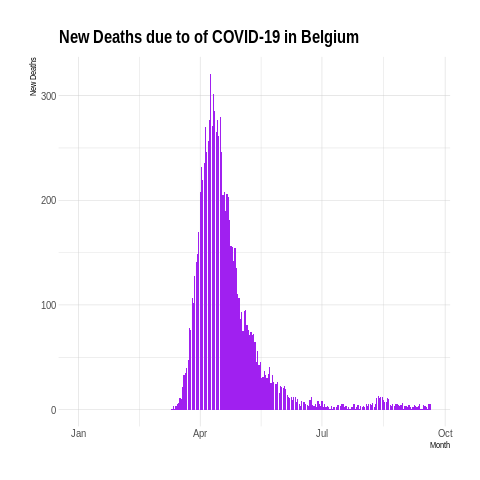 New Deaths due to of COVID-19 in Belgium
New Deaths
300
200
100
0
Jan
Apr
Jul
Oct
Month